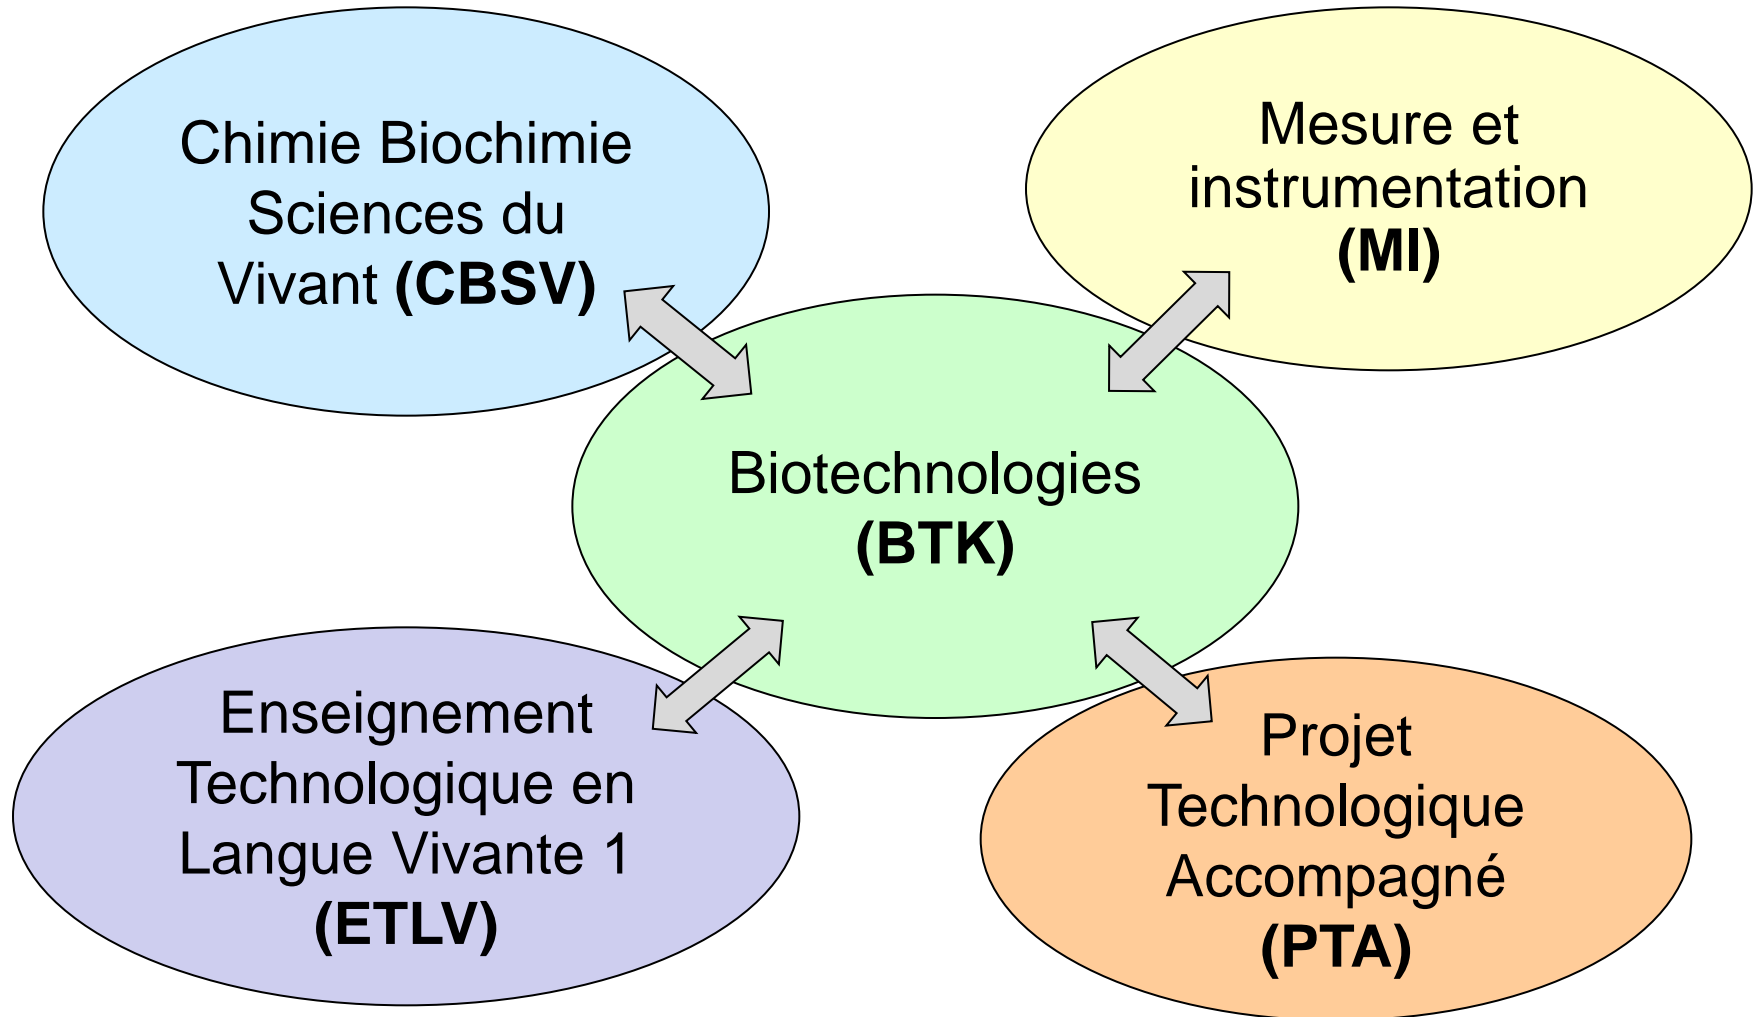 Chimie Biochimie
Sciences du
Vivant (CBSV)
Mesure et
instrumentation
(MI)
Biotechnologies
(BTK)
Enseignement
Technologique en
Langue Vivante 1
(ETLV)
Projet
Technologique
Accompagné
(PTA)